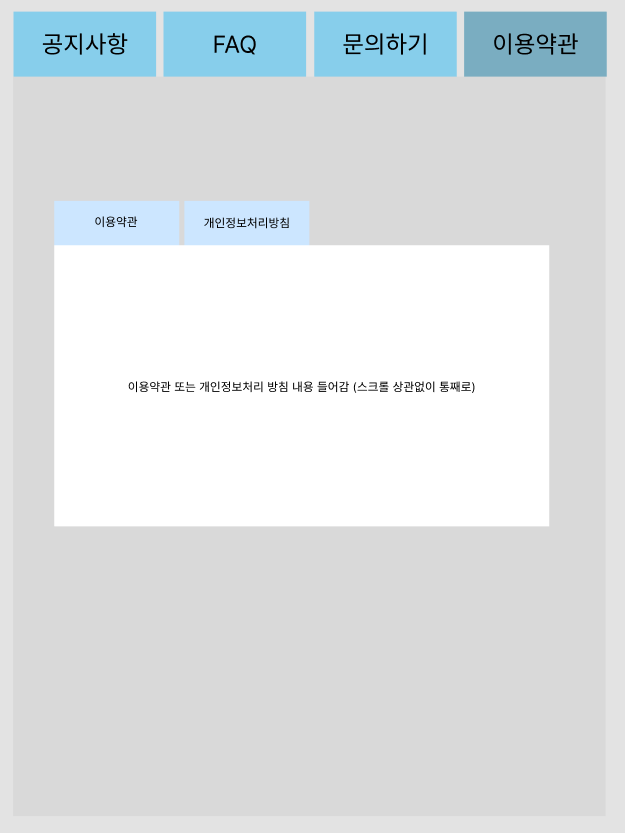 공지사항
FAQ
문의하기
이용약관
이용약관
개인정보처리방침
이용약관 또는 개인정보처리 방침 내용 들어감 (스크롤 상관없이 통째로)